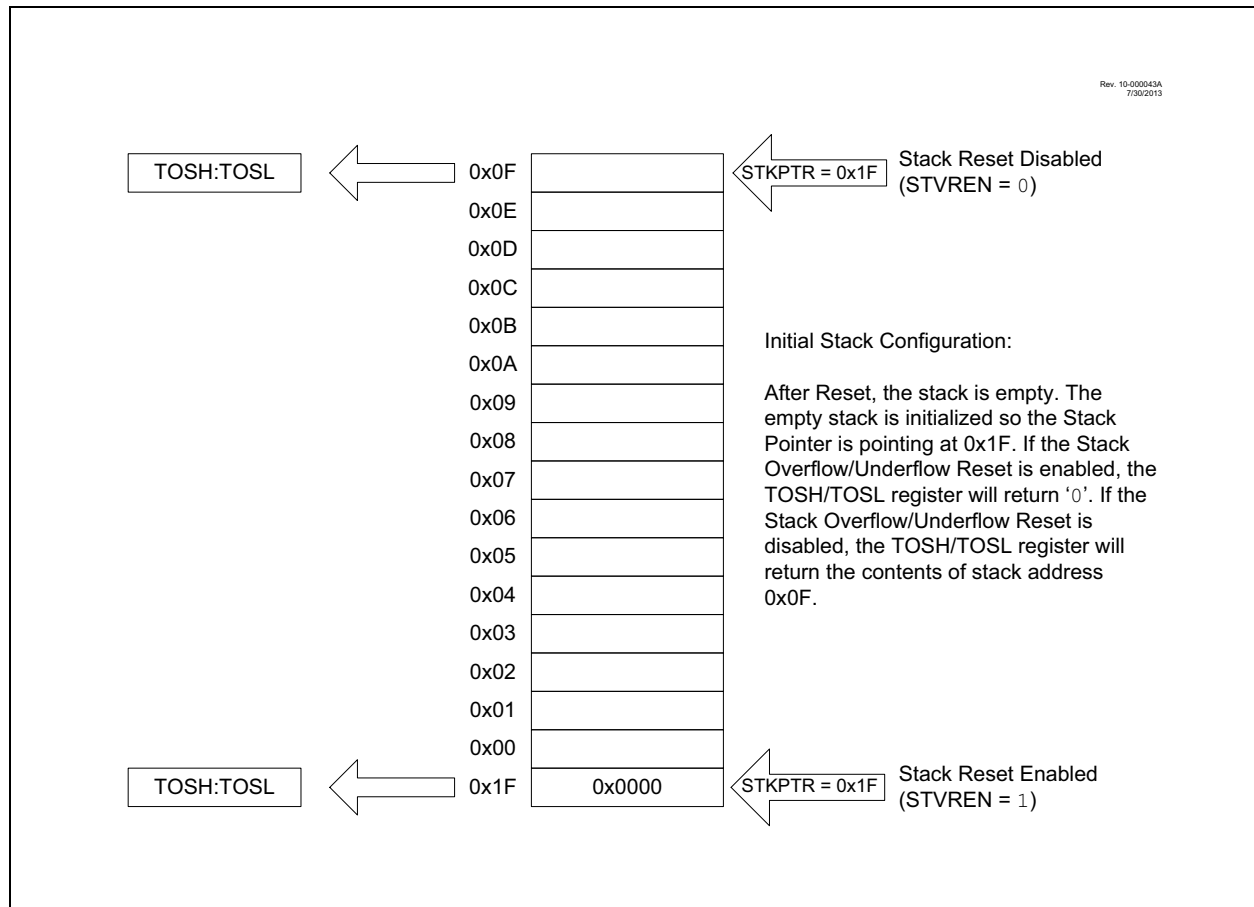 Rev. 10-000043A
7/30/2013
TOSH:TOSL
0x0F
STKPTR = 0x1F
Stack Reset Disabled
(STVREN = 0)
0x0E
0x0D
0x0C
0x0B
0x0A
0x09
0x08
0x07
0x06
0x05
0x04
0x03
0x02
0x01
0x00
Initial Stack Configuration:
After Reset, the stack is empty. The
empty stack is initialized so the Stack
Pointer is pointing at 0x1F. If the Stack
Overflow/Underflow Reset is enabled, the
TOSH/TOSL register will return ‘0’. If the
Stack Overflow/Underflow Reset is
disabled, the TOSH/TOSL register will
return the contents of stack address
0x0F.
TOSH:TOSL
0x1F
0x0000
STKPTR = 0x1F
Stack Reset Enabled
(STVREN = 1)